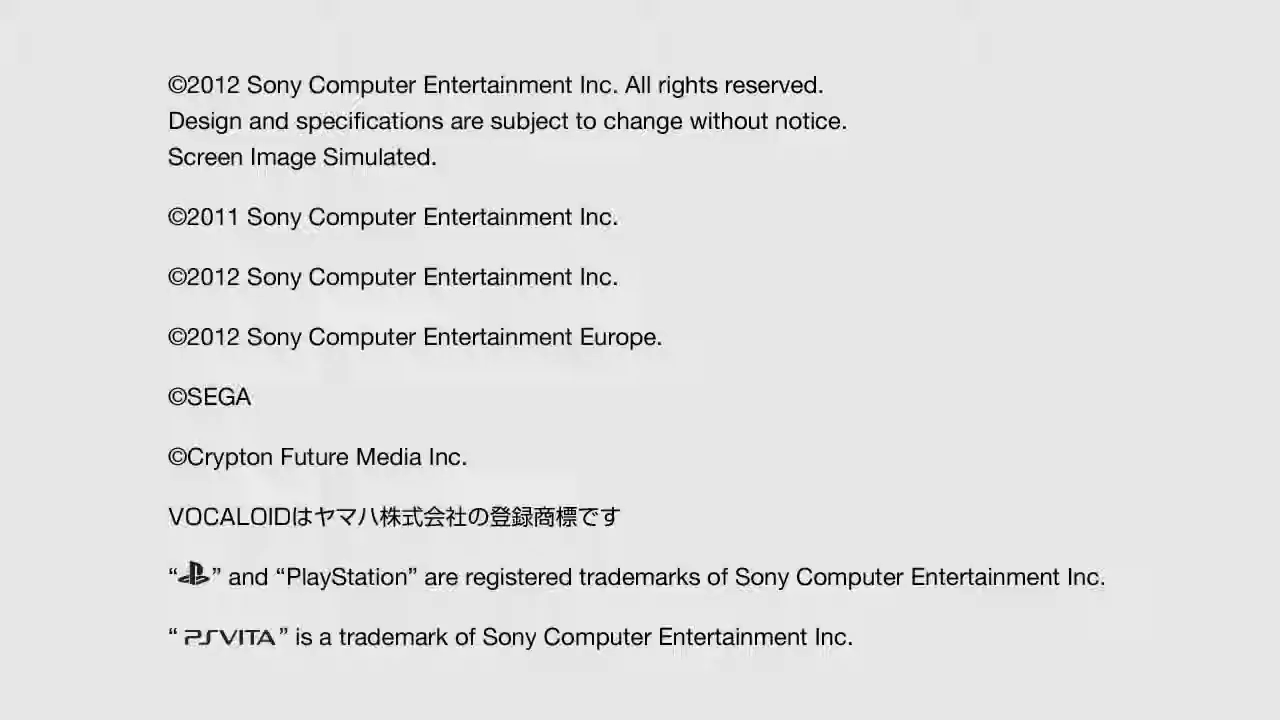 ©2012 Sony Computer Entertainment Inc. All rights reserved.
Design and specifications are subject to change without notice.
Screen Image Simulated.
©2011 Sony Computer Entertainment Inc.
©2012 Sony Computer Entertainment Inc.
©2012 Sony Computer Entertainment Europe.
©SEGA
©Crypton Future Media Inc.
VOCALOIDはヤマハ株式会社の登録商標です
“PS” and “PlayStation” are registered trademarks of Sony Computer Entertainment Inc.
“PSVITA” is a trademark of Sony Computer Entertainment Inc.